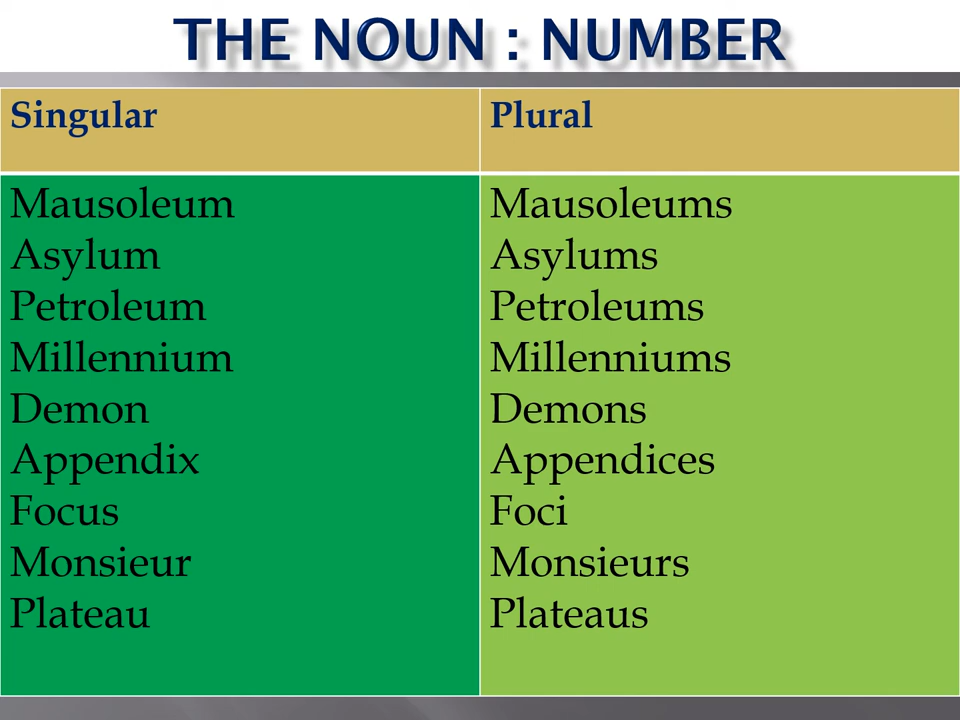 THE NOUN : NUMBER
Singular
Plural
Mausoleum
Asylum
Petroleum
Millennium
Demon
Appendix
Focus
Monsieur
Plateau
Mausoleums
Asylums
Petroleums
Millenniums
Demons
Appendices
Foci
Monsieurs
Plateaus